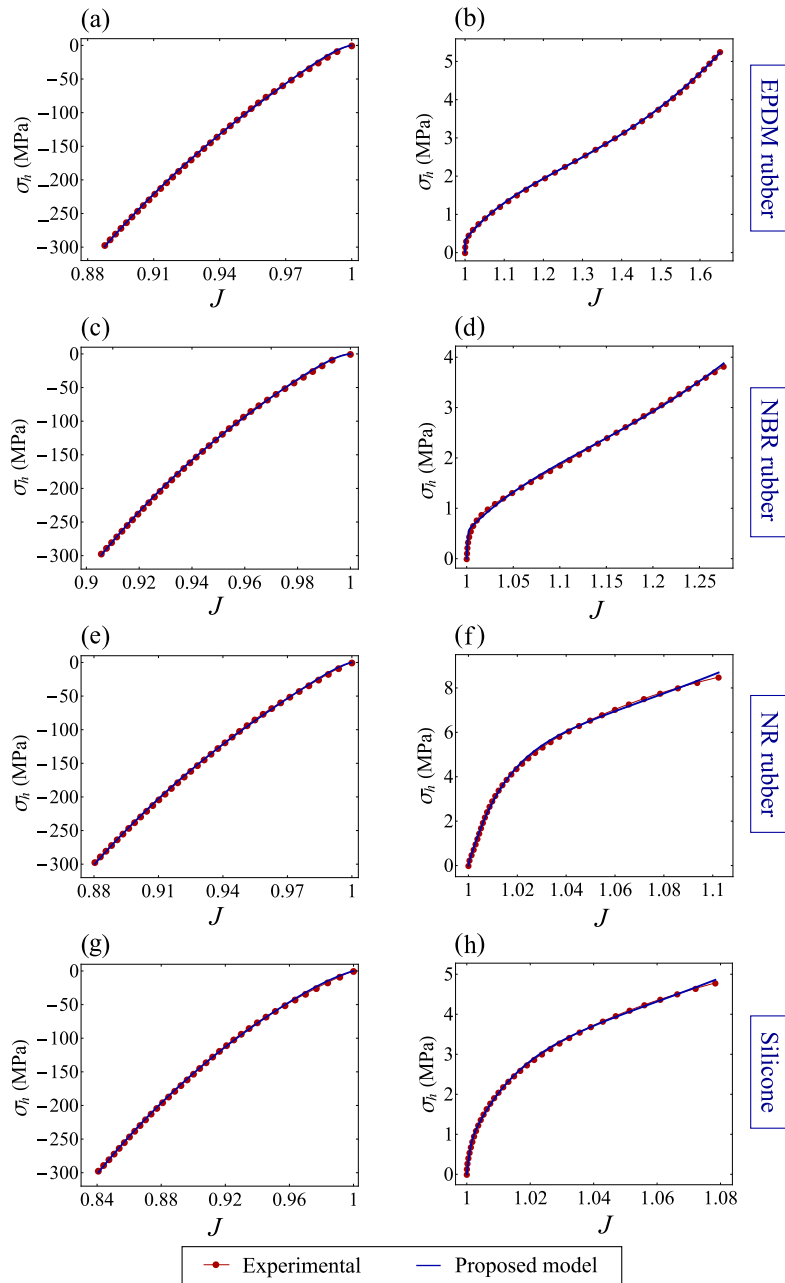 (a)
0
−50
−100
−150
−200
−250
−300
σh (MPa)
0.88 0.91 0.94 0.97 1
J
(b)
5
4
3
2
1
0
σh (MPa)
1 1.1 1.2 1.3 1.4 1.5 1.6
J
EPDM rubber
(c)
0
−50
−100
−150
−200
−250
−300
σh (MPa)
0.9 0.92 0.94 0.96 0.98 1
J
(d)
4
3
2
1
0
σh (MPa)
1 1.05 1.1 1.15 1.2 1.25
J
NBR rubber
(e)
0
−50
−100
−150
−200
−250
−300
σh (MPa)
0.88 0.91 0.94 0.97 1
J
(f)
8
6
4
2
0
σh (MPa)
1 1.02 1.04 1.06 1.08 1.1
J
NR rubber
(g)
0
−50
−100
−150
−200
−250
−300
σh (MPa)
0.84 0.88 0.92 0.96 1
J
(h)
5
4
3
2
1
0
σh (MPa)
1 1.02 1.04 1.06 1.08
J
Silicone
Experimental Proposed model